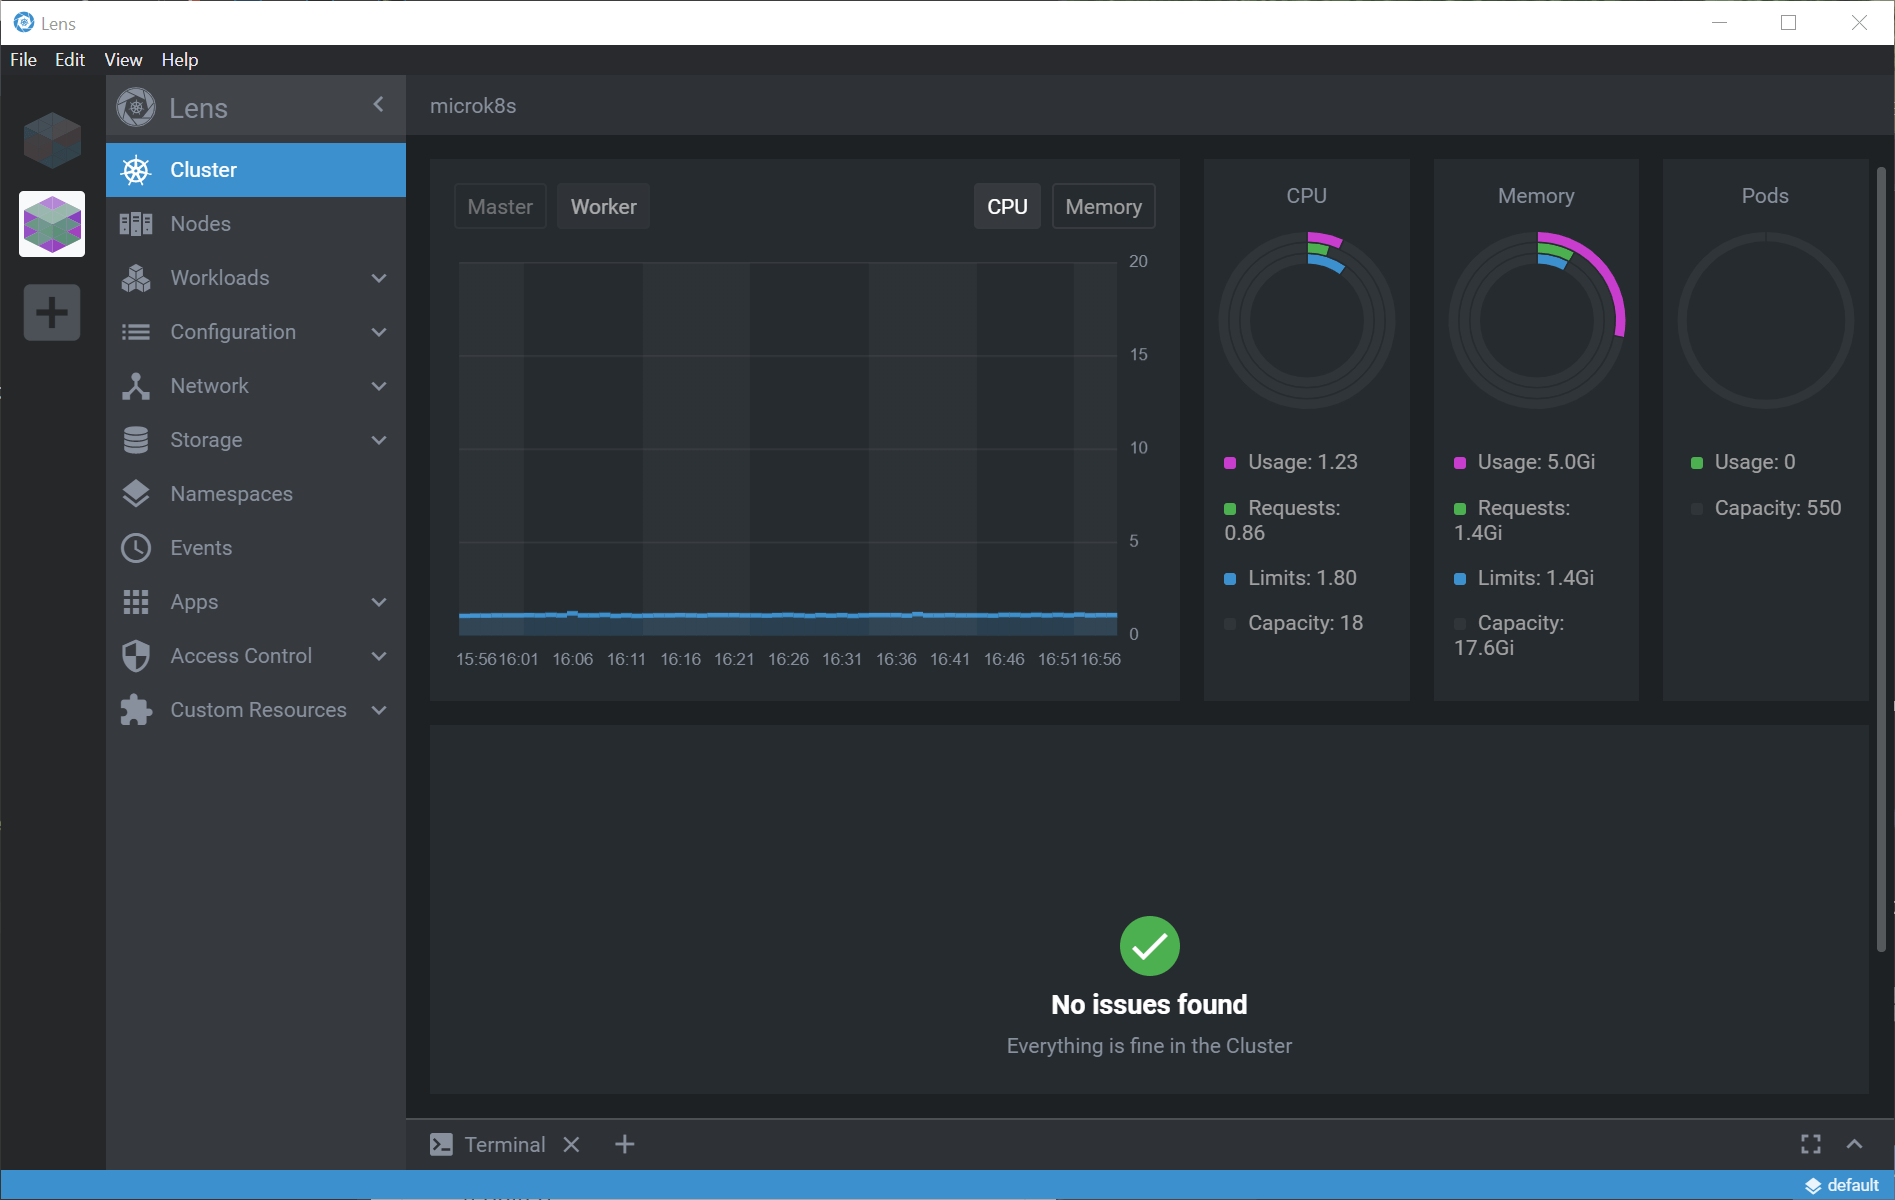 Lens
File Edit View Help
Lens
microk8s
Cluster
Nodes
Workloads
Configuration
Network
Storage
Namespaces
Events
Apps
Access Control
Custom Resources
Master Worker CPU Memory
20
15
10
5
0
15:56 16:01 16:06 16:11 16:16 16:21 16:26 16:31 16:36 16:41 16:46 16:51 16:56
CPU
Usage: 1.23
Requests:
0.86
Limits: 1.80
Capacity: 18
Memory
Usage: 5.0Gi
Requests:
1.4Gi
Limits: 1.4Gi
Capacity:
17.6Gi
Pods
Usage: 0
Capacity: 550
No issues found
Everything is fine in the Cluster
Terminal
default